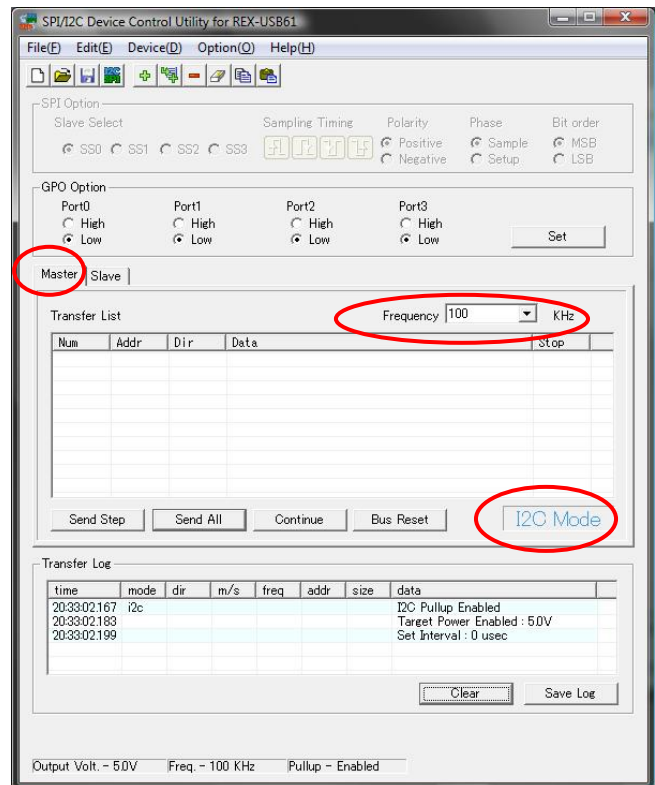 SPI/I2C Device Control Utility for REX-USB61
File(F) Edit(E) Device(D) Option(O) Help(H)
SPI Option
Slave Select Sampling Timing Polarity Phase Bit order
SS0 SS1 SS2 SS3 Positive Sample MSB
Negative Setup LSB
GPO Option
Port0 Port1 Port2 Port3
High High High High
Low Low Low Low Set
Master Slave
Transfer List Frequency 100 KHz
Num Addr Dir Data Stop
Send Step Send All Continue Bus Reset I2C Mode
Transfer Log
time mode dir m/s freq addr size data
20:33:02.167 i2c I2C Pullup Enabled
20:33:02.183 Target Power Enabled : 5.0V
20:33:02.199 Set Interval : 0 usec
Clear Save Log
Output Volt. - 5.0V Freq. - 100 KHz Pullup - Enabled